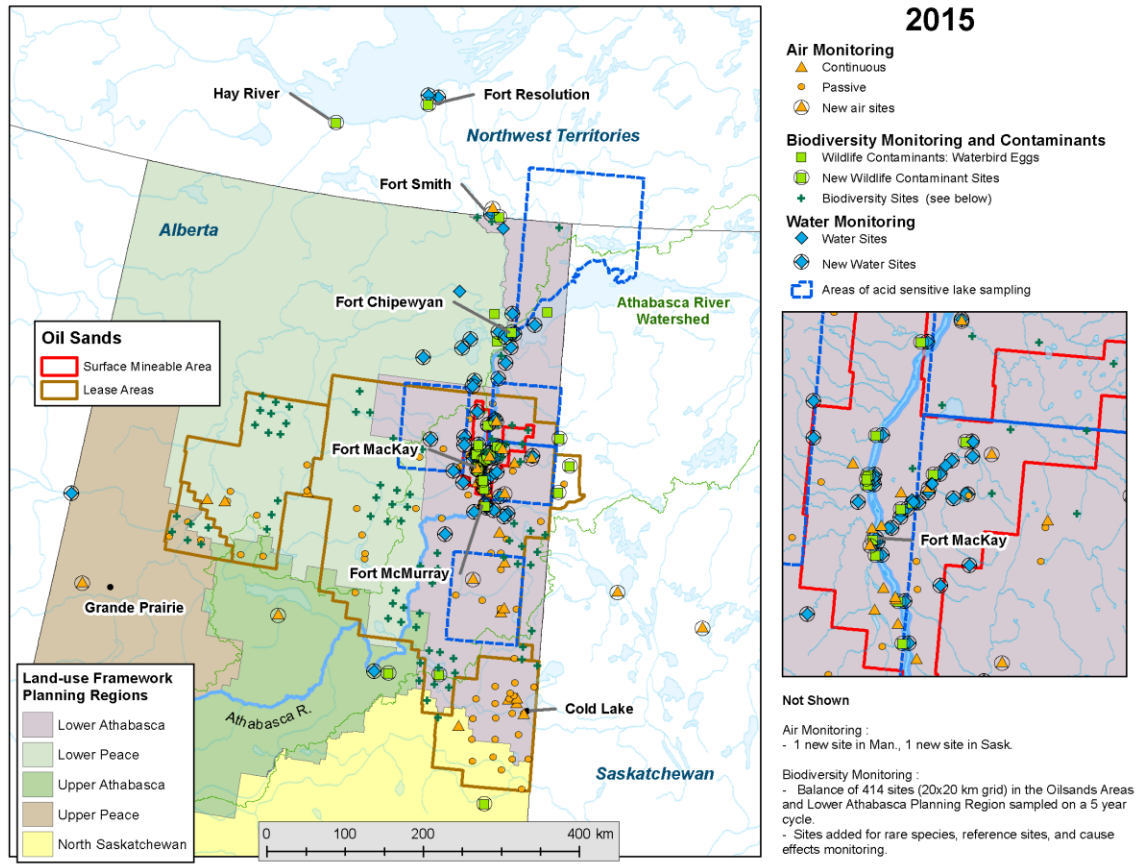 2015
Air Monitoring
Continuous
Passive
New air sites
Biodiversity Monitoring and Contaminants
Wildlife Contaminants: Waterbird Eggs
New Wildlife Contaminant Sites
Biodiversity Sites (see below)
Water Monitoring
Water Sites
New Water Sites
Areas of acid sensitive lake sampling
Hay River
Fort Resolution
Northwest Territories
Fort Smith
Alberta
Fort Chipewyan
Athabasca River
Watershed
Oil Sands
Surface Mineable Area
Lease Areas
Fort MacKay
Fort McMurray
Grande Prairie
Land-use Framework
Planning Regions
Lower Athabasca
Lower Peace
Upper Athabasca
Upper Peace
North Saskatchewan
Athabasca R.
Cold Lake
Saskatchewan
0 100 200 400 km
Fort MacKay
Not Shown
Air Monitoring :
- 1 new site in Man., 1 new site in Sask.
Biodiversity Monitoring :
- Balance of 414 sites (20x20 km grid) in the Oilsands Areas
and Lower Athabasca Planning Region sampled on a 5 year
cycle.
- Sites added for rare species, reference sites, and cause
effects monitoring.